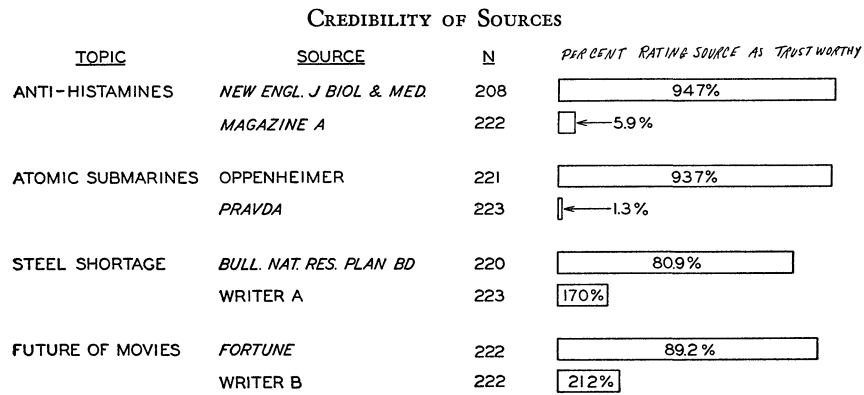 CREDIBILITY OF SOURCES
TOPIC SOURCE N PERCENT RATING SOURCE AS TRUSTWORTHY
ANTI-HISTAMINES NEW ENGL. J BIOL & MED. 208 94.7%
MAGAZINE A 222 5.9%
ATOMIC SUBMARINES OPPENHEIMER 221 93.7%
PRAVDA 223 1.3%
STEEL SHORTAGE BULL. NAT. RES. PLAN BD 220 80.9%
WRITER A 223 17.0%
FUTURE OF MOVIES FORTUNE 222 89.2%
WRITER B 222 21.2%